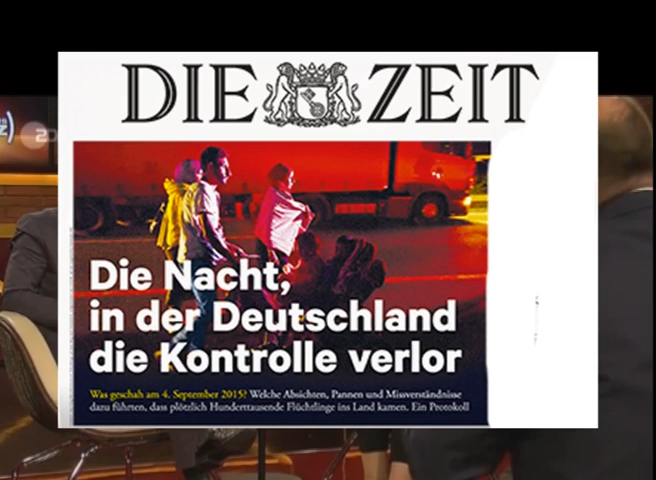 DIE ZEIT
Die Nacht,
in der Deutschland
die Kontrolle verlor
Was geschah am 4. September 2015? Welche Absichten, Pannen und Missverständnisse
dazu führten, dass plötzlich Hunderttausende Flüchtlinge ins Land kamen. Ein Protokoll